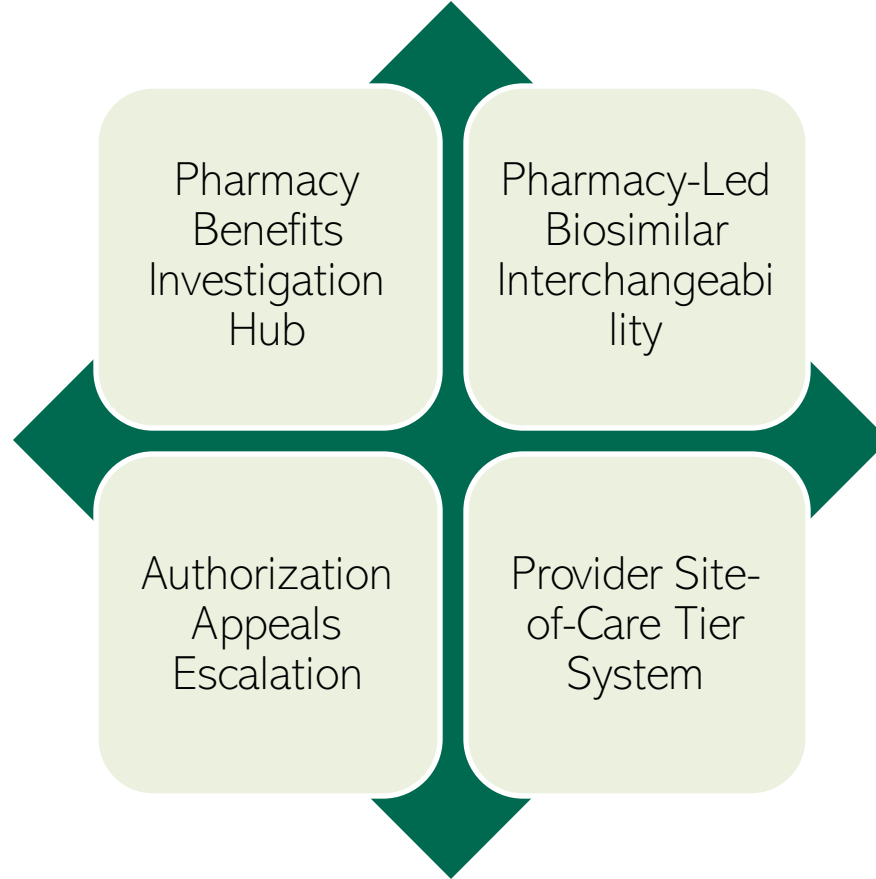 Pharmacy
Benefits
Investigation
Hub
Pharmacy-Led
Biosimilar
Interchangeabi
lity
Authorization
Appeals
Escalation
Provider Site-
of-Care Tier
System